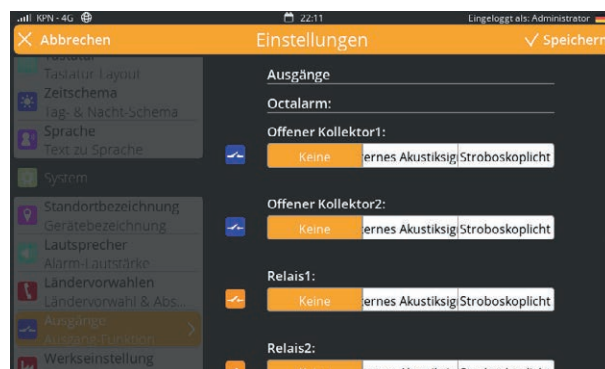 KPN - 4G
22:11
Lingeloggt als: Administrator
Abbrechen
Einstellungen
Speichern
Tastatur
Tastatur Layout
Zeitschema
Tag- & Nacht-Schema
Sprache
Text zu Sprache
System
Standortbezeichnung
Gerätebezeichnung
Lautsprecher
Alarm-Lautstärke
Ländervorwahlen
Ländervorwahl & Abs...
Ausgänge
Ausgang-Funktion
Werkseinstellung
Ausgänge
Octalarm:
Offener Kollektor1:
Keine
ernes Akustiksig
Stroboskoplicht
Offener Kollektor2:
Keine
ernes Akustiksig
Stroboskoplicht
Relais1:
Keine
ernes Akustiksig
Stroboskoplicht
Relais2: